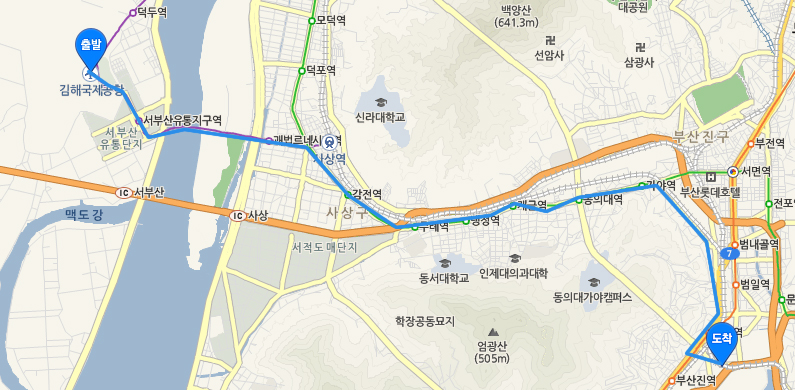 덕두역
모덕역
백양산
(641.3m)
대공원
출발
선암사
삼광사
덕포역
김해국제공항
신라대학교
서부산유통지구역
서부산
유통단지
괘법르네시
역
사상역
부산진구
부전역
서면역
감전역
가야역
부산롯데호텔
서부산
IC
IC
사상
사상구
동의대역
개금역
전포
맥도강
주례역
냉정역
서적도매단지
범내골역
7
동서대학교
인제대의과대학
동의대가야캠퍼스
범일역
문
학장공동묘지
엄광산
(505m)
도착
역
부산진역